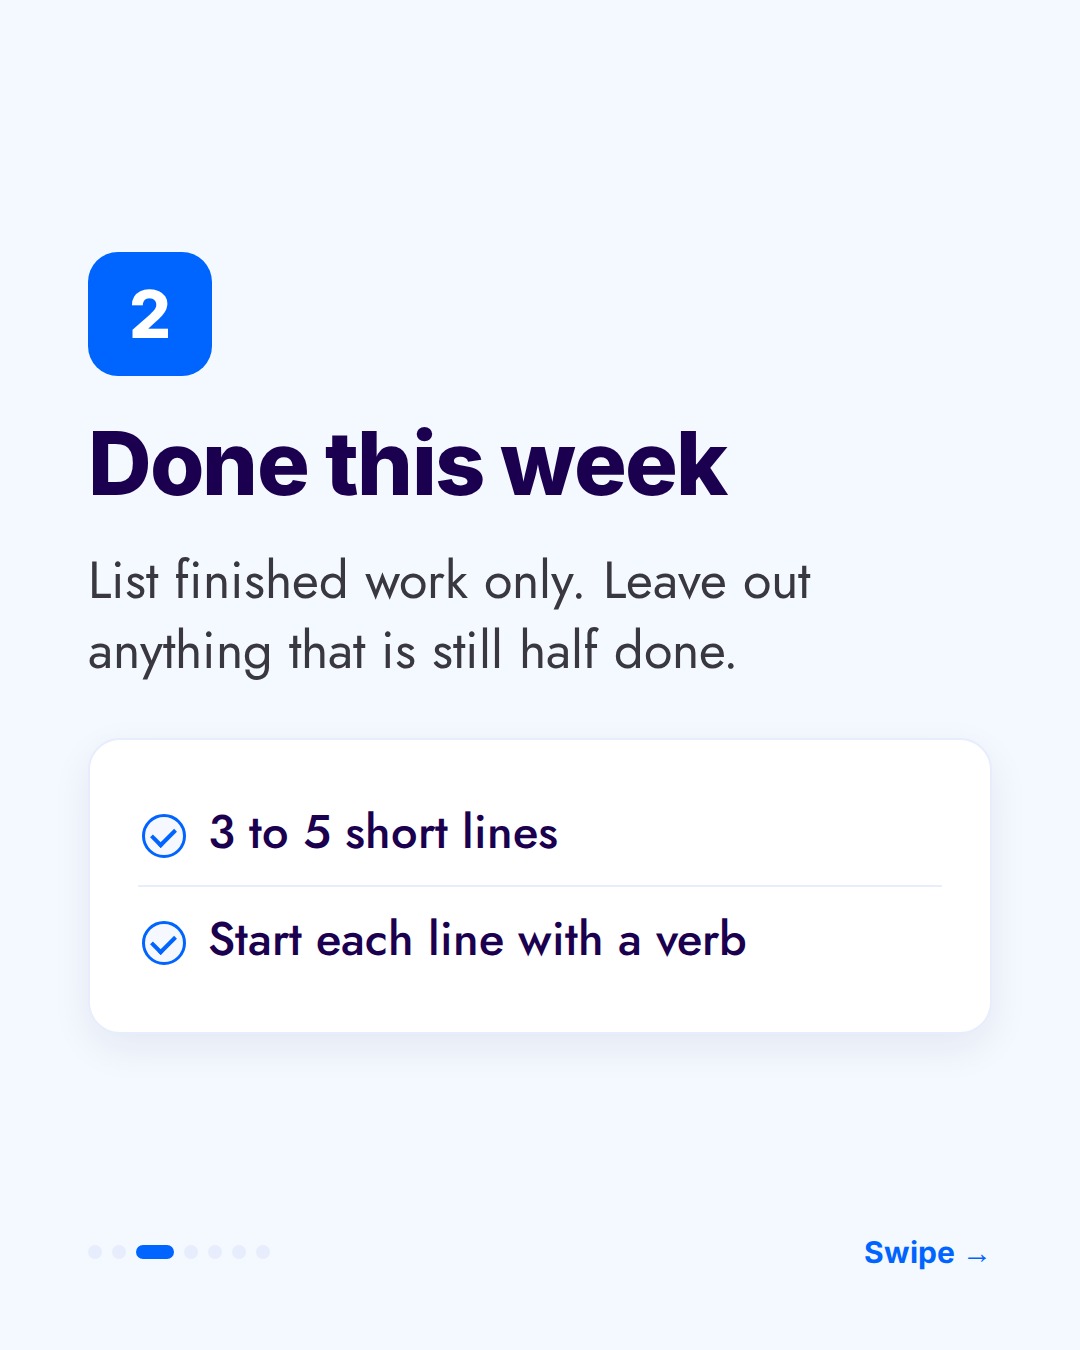 2
Done this week
List finished work only. Leave out
anything that is still half done.
3 to 5 short lines
Start each line with a verb
Swipe →